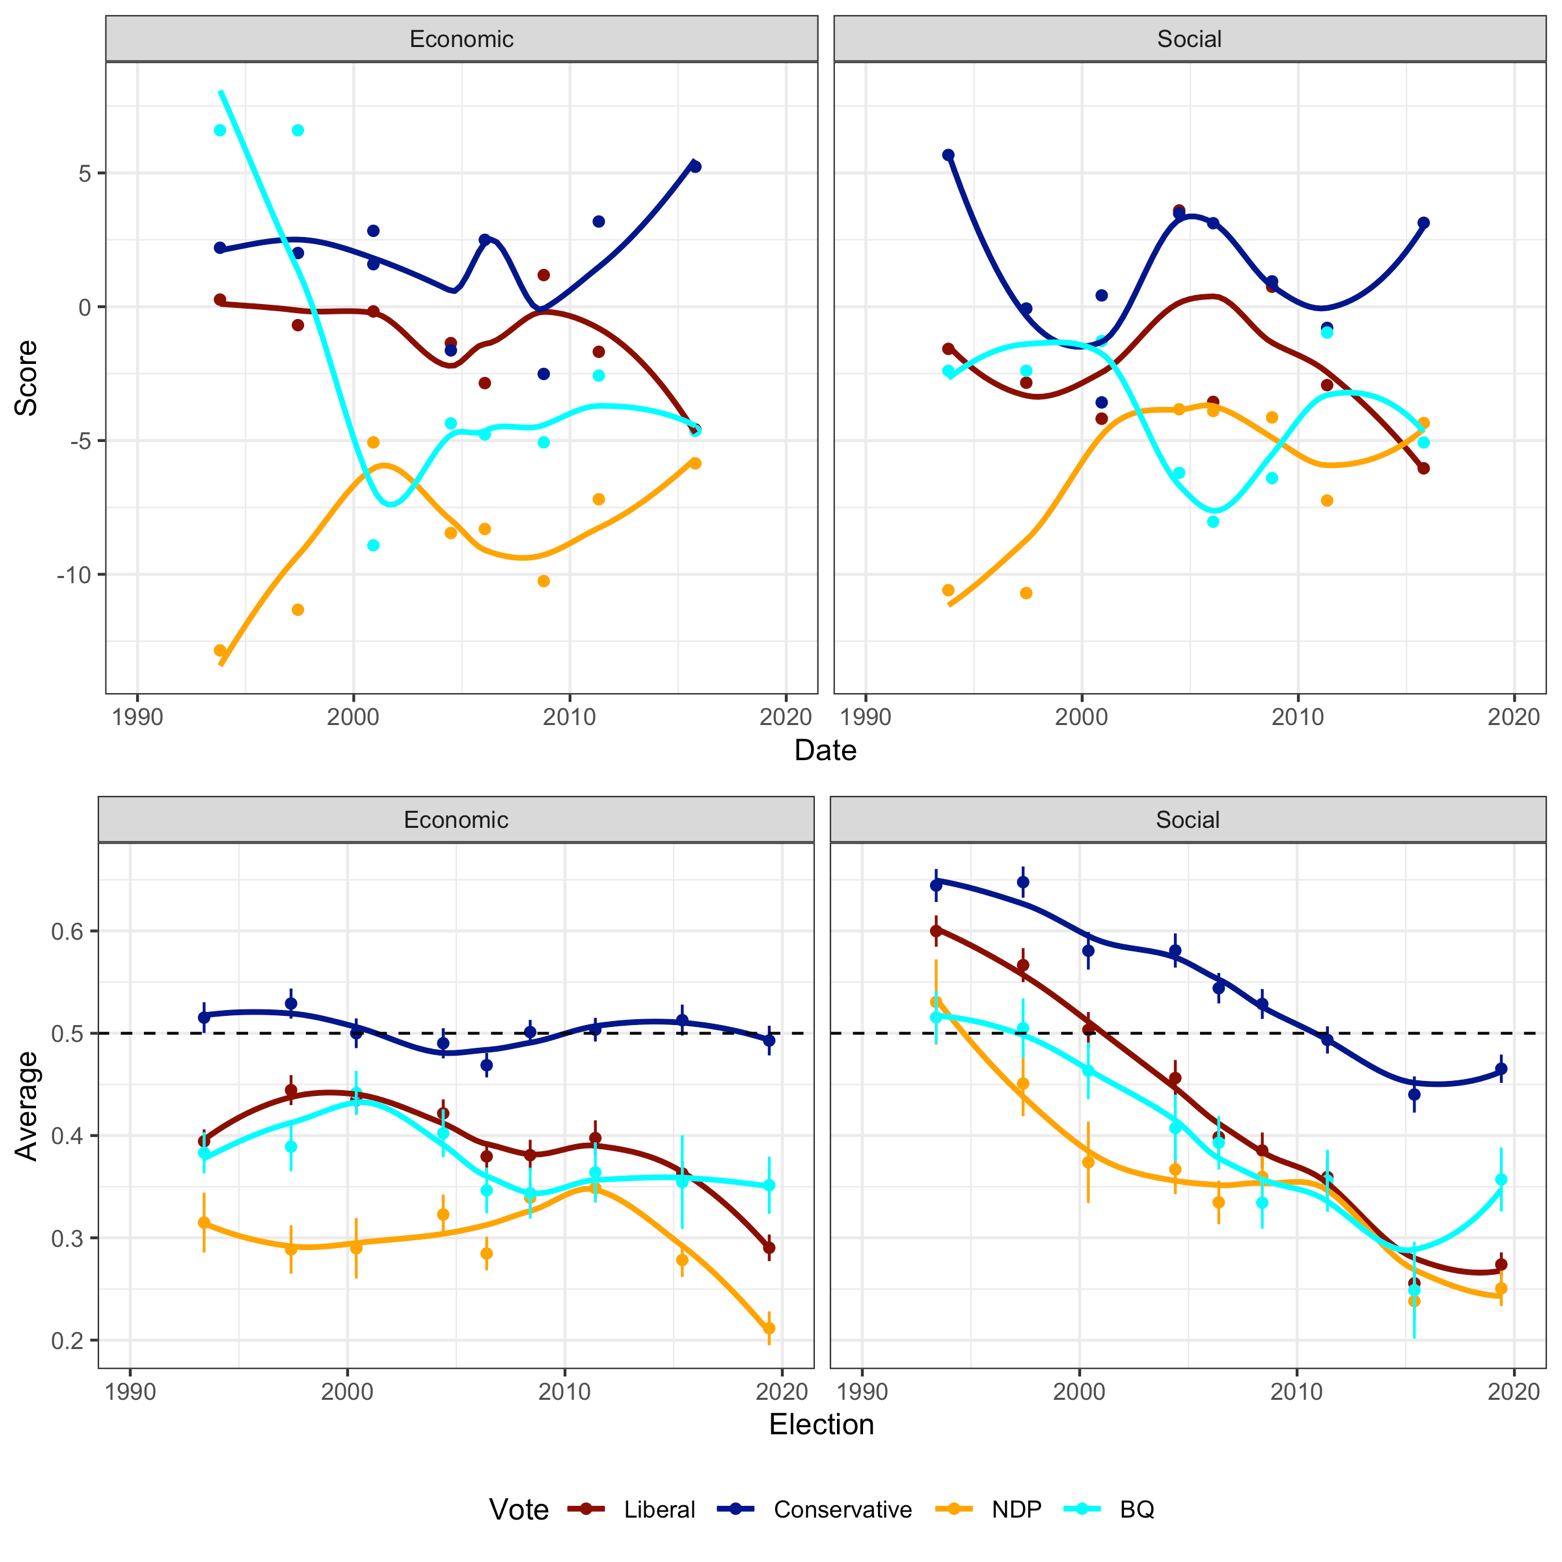 Economic Social
Score
5
0
-5
-10
1990 2000 2010 2020 1990 2000 2010 2020
Date
Economic Social
Average
0.6
0.5
0.4
0.3
0.2
1990 2000 2010 2020 1990 2000 2010 2020
Election
Vote Liberal Conservative NDP BQ